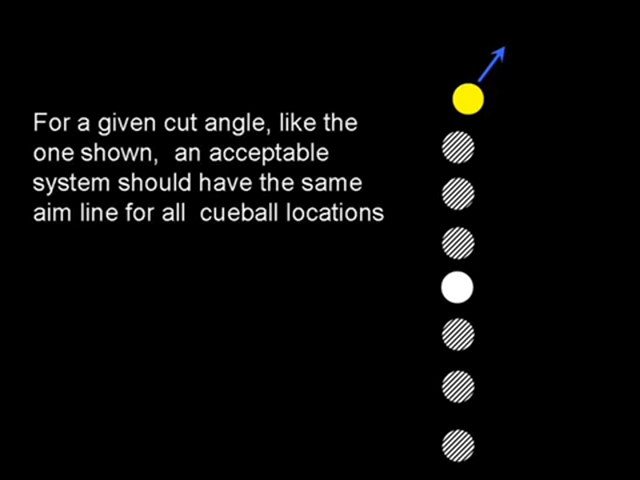 For a given cut angle, like the
one shown,  an acceptable
system should have the same
aim line for all  cueball locations